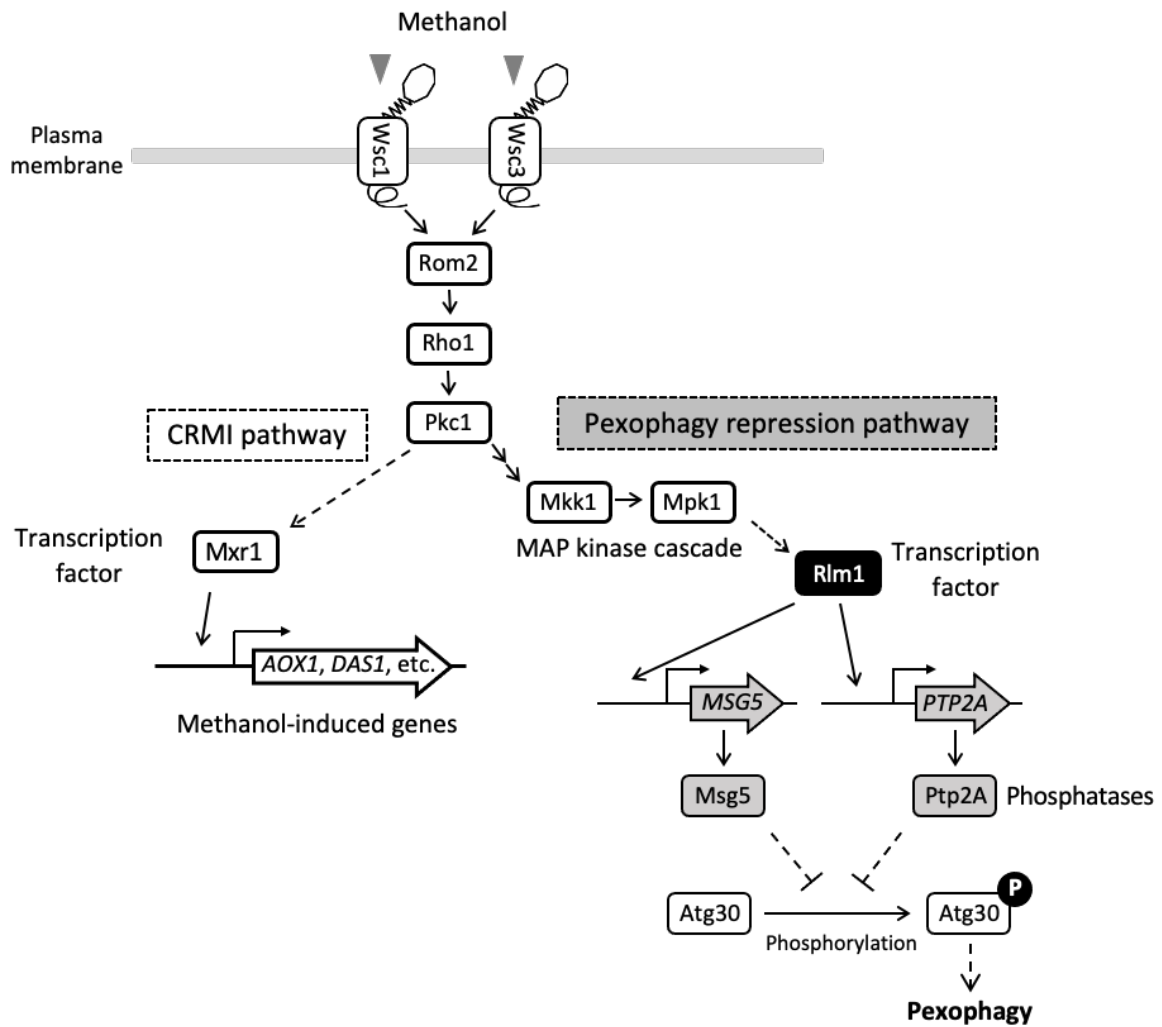 Methanol
Plasma
membrane
Wsc1
Wsc3
Rom2
Rho1
Pkc1
CRMI pathway
Pexophagy repression pathway
Mkk1
Mpk1
MAP kinase cascade
Transcription
factor
Mxr1
Rlm1
Transcription
factor
AOX1, DAS1, etc.
Methanol-induced genes
MSG5
PTP2A
Msg5
Ptp2A
Phosphatases
Atg30
Phosphorylation
Atg30
P
Pexophagy